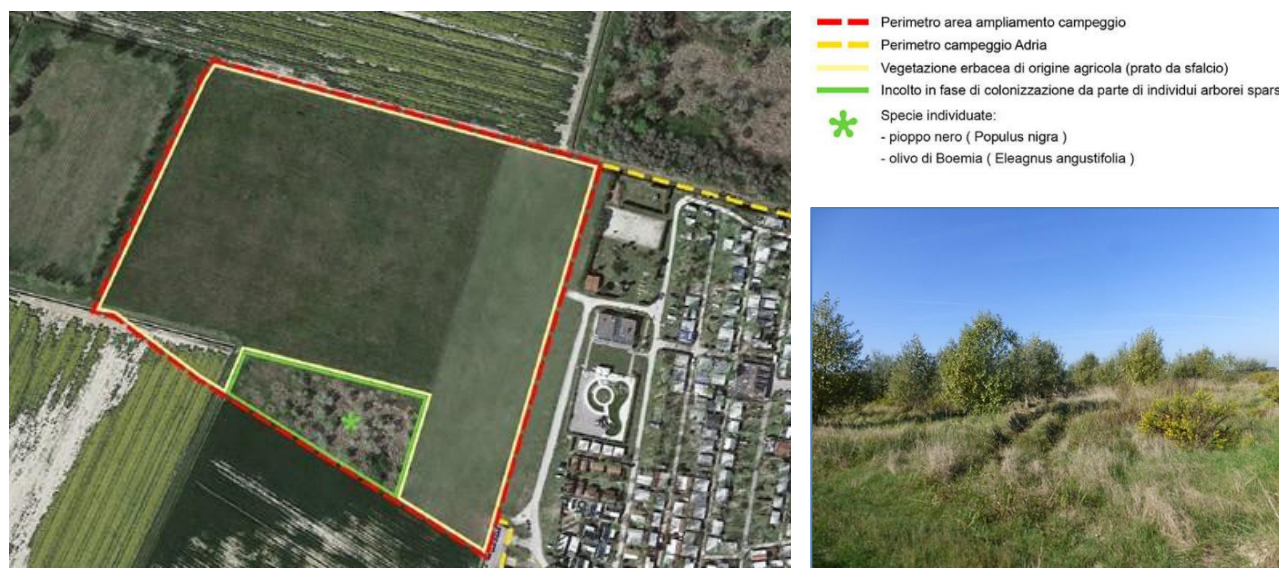 Perimetro area ampliamento campeggio
Perimetro campeggio Adria
Vegetazione erbacea di origine agricola (prato da sfalcio)
Incolto in fase di colonizzazione da parte di individui arborei spars
Specie individuate:
- pioppo nero ( Populus nigra )
- olivo di Boemia ( Eleagnus angustifolia )